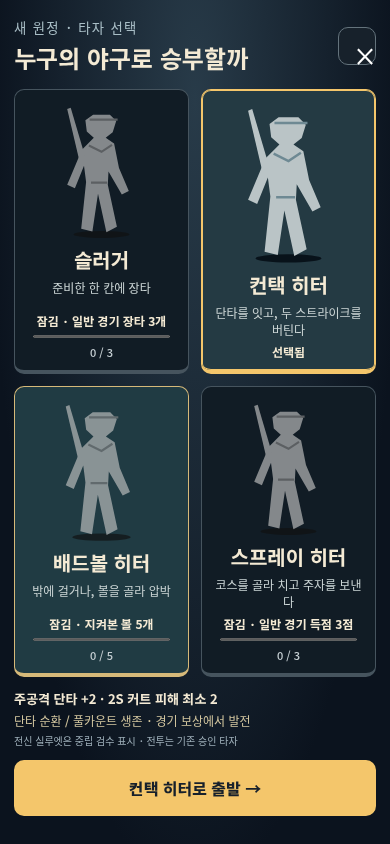 새 원정 · 타자 선택
누구의 야구로 승부할까
슬러거
준비한 한 칸에 장타
잠김 · 일반 경기 장타 3개
0 / 3
컨택 히터
단타를 잇고, 두 스트라이크를
버틴다
선택됨
배드볼 히터
밖에 걸거나, 볼을 골라 압박
잠김 · 지켜본 볼 5개
0 / 5
스프레이 히터
코스를 골라 치고 주자를 보낸
다
잠김 · 일반 경기 득점 3점
0 / 3
주공격 단타 +2 · 2S 커트 피해 최소 2
단타 순환 / 풀카운트 생존 · 경기 보상에서 발전
전신 실루엣은 중립 검수 표시 · 전투는 기존 승인 타자
컨택 히터로 출발 →